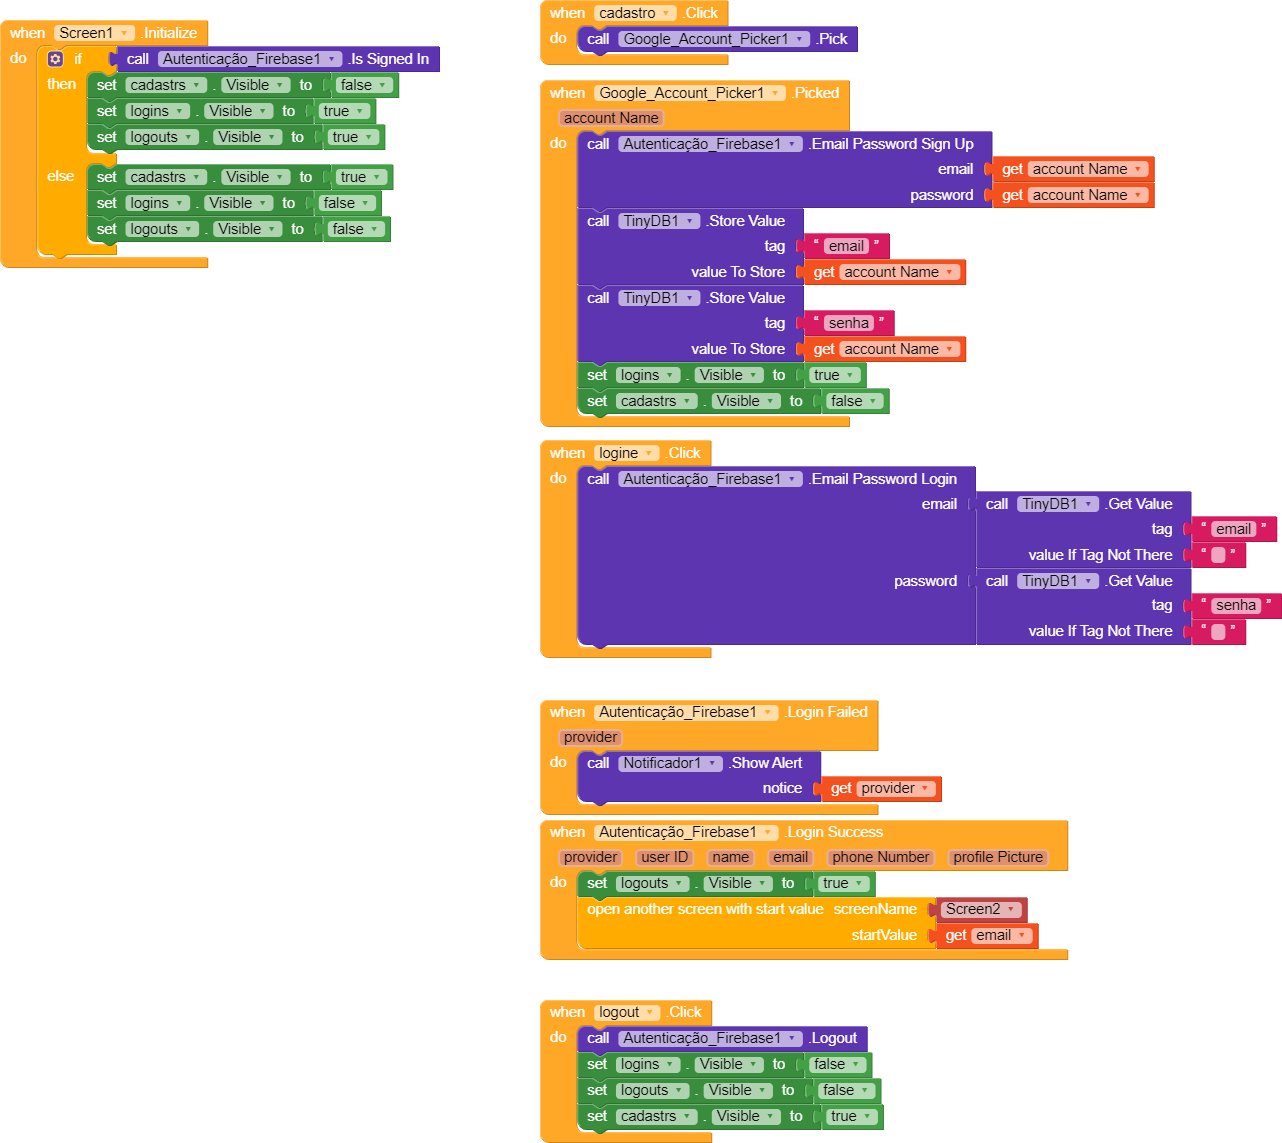 when Screen1 .Initialize
do if call Autenticação_Firebase1 .Is Signed In
then set cadastrs . Visible to false
set logins . Visible to true
set logouts . Visible to true
else set cadastrs . Visible to true
set logins . Visible to false
set logouts . Visible to false
when cadastro .Click
do call Google_Account_Picker1 .Pick
when Google_Account_Picker1 .Picked
account Name
do call Autenticação_Firebase1 .Email Password Sign Up
email get account Name
password get account Name
call TinyDB1 .Store Value
tag “ email ”
value To Store get account Name
call TinyDB1 .Store Value
tag “ senha ”
value To Store get account Name
set logins . Visible to true
set cadastrs . Visible to false
when logine .Click
do call Autenticação_Firebase1 .Email Password Login
email call TinyDB1 .Get Value
tag “ email ”
value If Tag Not There “ ”
password call TinyDB1 .Get Value
tag “ senha ”
value If Tag Not There “ ”
when Autenticação_Firebase1 .Login Failed
provider
do call Notificador1 .Show Alert
notice get provider
when Autenticação_Firebase1 .Login Success
provider user ID name email phone Number profile Picture
do set logouts . Visible to true
open another screen with start value screenName Screen2
startValue get email
when logout .Click
do call Autenticação_Firebase1 .Logout
set logins . Visible to false
set logouts . Visible to false
set cadastrs . Visible to true